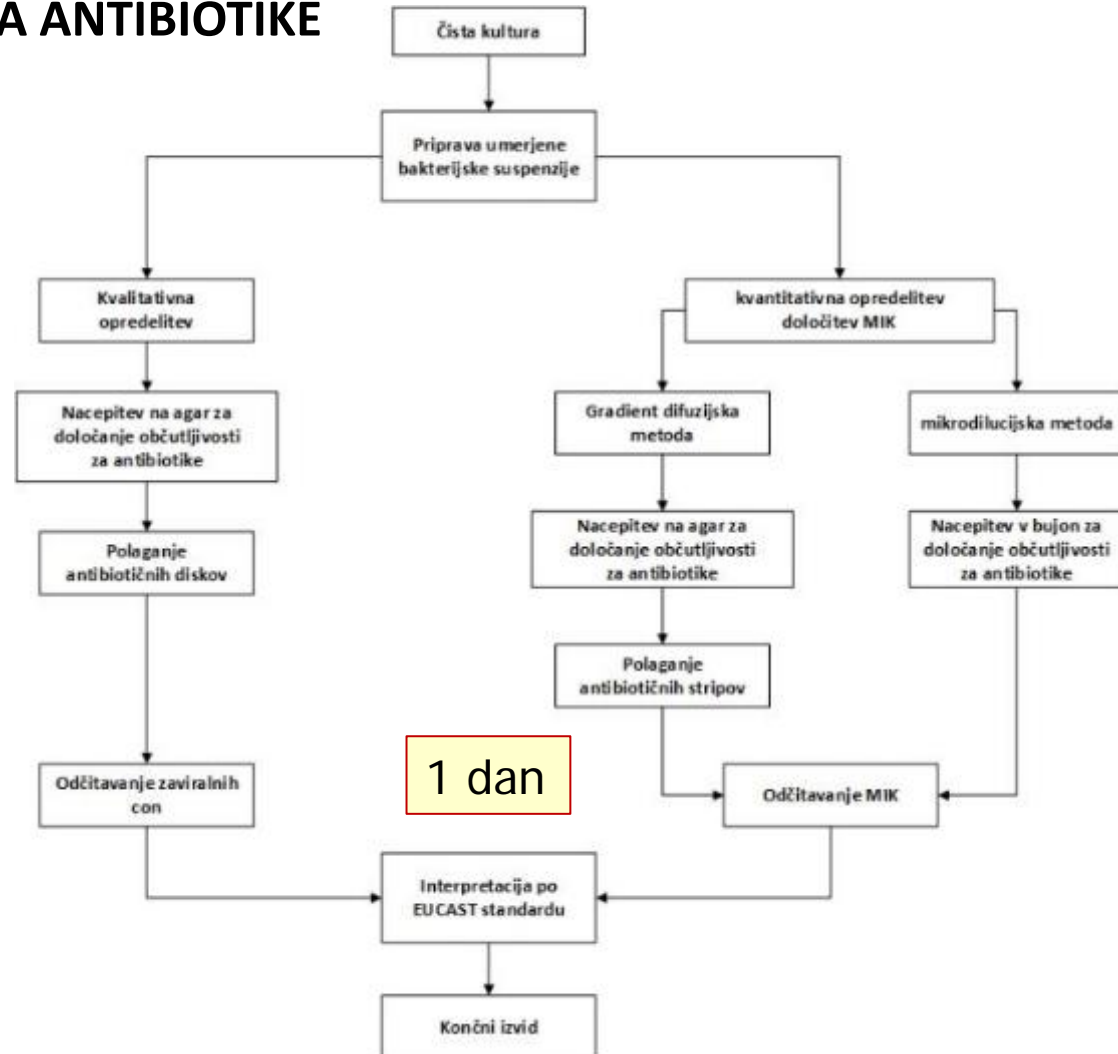 A ANTIBIOTIKE
Čista kultura
Priprava umerjene
bakterijske suspenzije
Kvalitativna
opredelitev
kvantitativna opredelitev
določitev MIK
Nacepitev na agar za
določanje občutljivosti
za antibiotike
Gradient difuzijska
metoda
mikrodilucijska metoda
Polaganje
antibiotičnih diskov
Nacepitev na agar za
določanje občutljivosti
za antibiotike
Nacepitev v bujon za
določanje občutljivosti
za antibiotike
Polaganje
antibiotičnih stripov
Odčitavanje zaviralnih
con
1 dan
Odčitavanje MIK
Interpretacija po
EUCAST standardu
Končni izvid